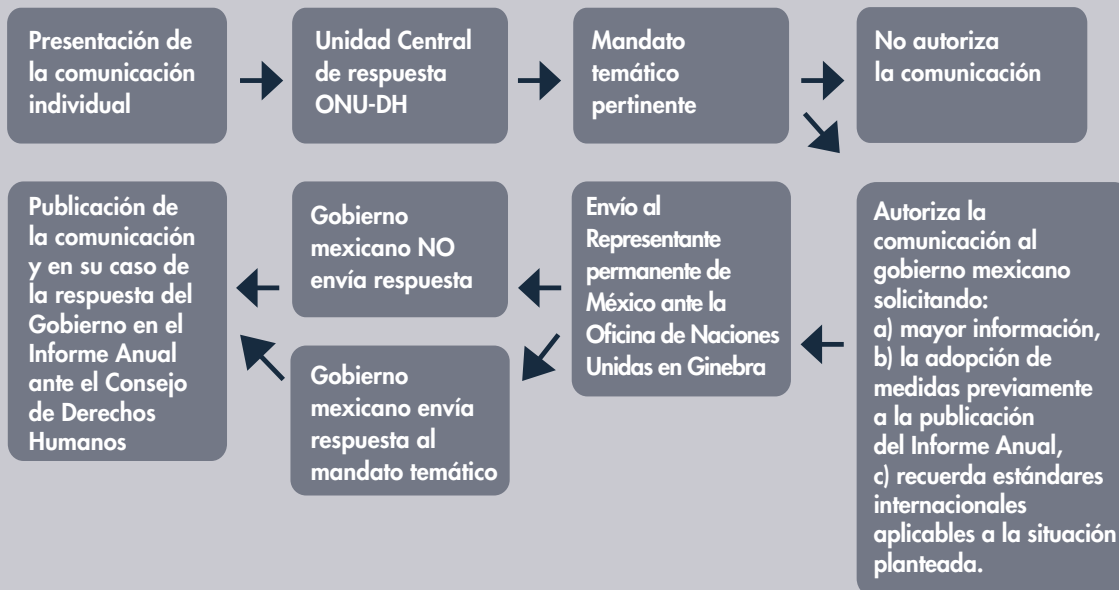 Presentación de
la comunicación
individual
Unidad Central
de respuesta
ONU-DH
Mandato
temático
pertinente
No autoriza
la comunicación
Autoriza la
comunicación al
gobierno mexicano
solicitando:
a) mayor información,
b) la adopción de
medidas previamente
a la publicación
del Informe Anual,
c) recuerda estándares
internacionales
aplicables a la situación
planteada.
Envío al
Representante
permanente de
México ante la
Oficina de Naciones
Unidas en Ginebra
Gobierno
mexicano NO
envía respuesta
Gobierno
mexicano envía
respuesta al
mandato temático
Publicación de
la comunicación
y en su caso de
la respuesta del
Gobierno en el
Informe Anual
ante el Consejo
de Derechos
Humanos